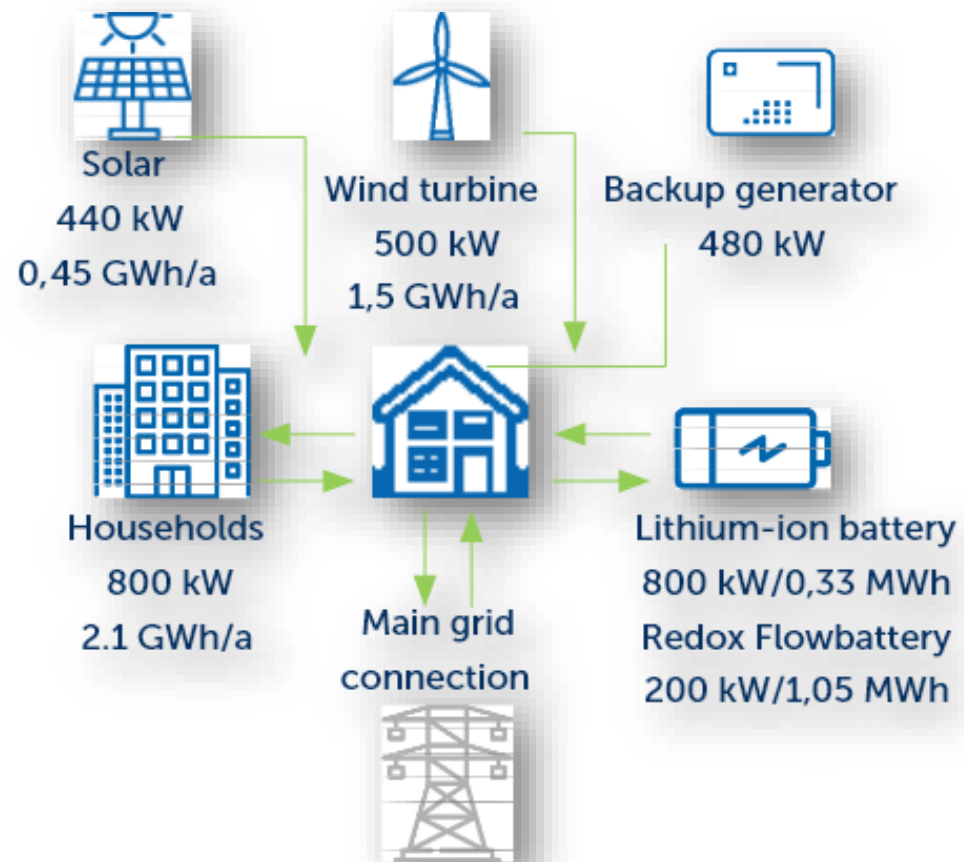 Solar
440 kW
0,45 GWh/a
Wind turbine
500 kW
1,5 GWh/a
Backup generator
480 kW
Households
800 kW
2.1 GWh/a
Main grid
connection
Lithium-ion battery
800 kW/0,33 MWh
Redox Flowbattery
200 kW/1,05 MWh